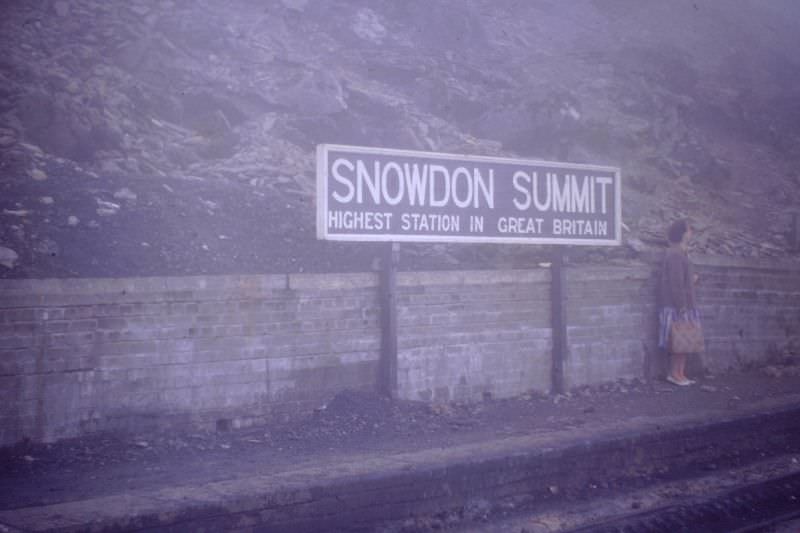 SNOWDON SUMMIT
HIGHEST STATION IN GREAT BRITAIN